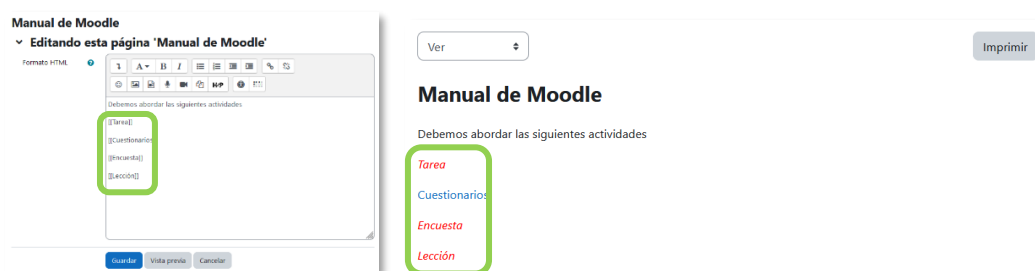 Manual de Moodle
Editando esta página 'Manual de Moodle'
Formato HTML
Debemos abordar las siguientes actividades
[[Tarea]]
[[Cuestionarios
[[Encuesta]]
[[Lección]]
Guardar Vista previa Cancelar
Ver
Imprimir
Manual de Moodle
Debemos abordar las siguientes actividades
Tarea
Cuestionarios
Encuesta
Lección